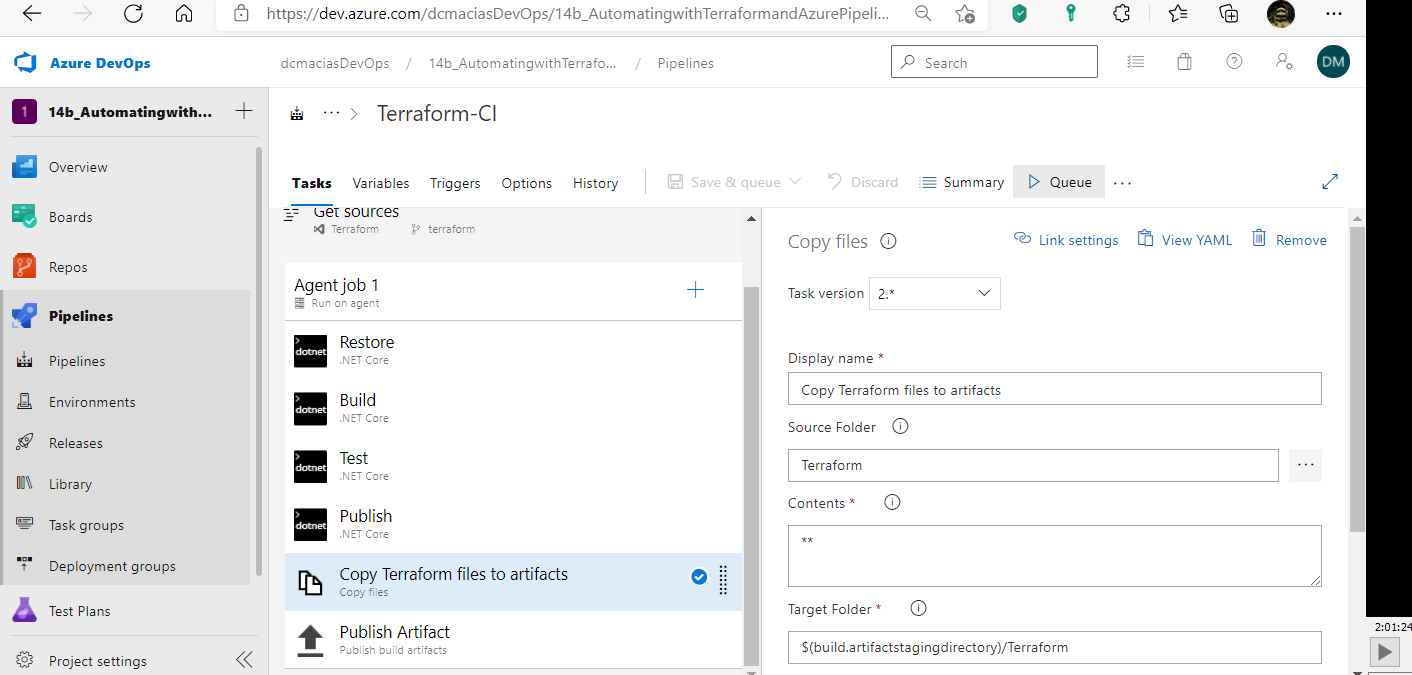 https://dev.azure.com/dcmaciasDevOps/14b_AutomatingwithTerraformandAzurePipeli...
Azure DevOps
dcmaciasDevOps / 14b_AutomatingwithTerrafo... / Pipelines
Search
DM
1 14b_Automatingwith...
Overview
Boards
Repos
Pipelines
Pipelines
Environments
Releases
Library
Task groups
Deployment groups
Test Plans
Project settings
... > Terraform-CI
Tasks Variables Triggers Options History Save & queue Discard Summary Queue ...
Get sources
Terraform terraform
Agent job 1
Run on agent
dotnet Restore
.NET Core
dotnet Build
.NET Core
dotnet Test
.NET Core
dotnet Publish
.NET Core
Copy Terraform files to artifacts
Copy files
Publish Artifact
Publish build artifacts
Copy files Link settings View YAML Remove
Task version 2.*
Display name *
Copy Terraform files to artifacts
Source Folder
Terraform
...
Contents *
**
Target Folder *
$(build.artifactstagingdirectory)/Terraform
2:01:24